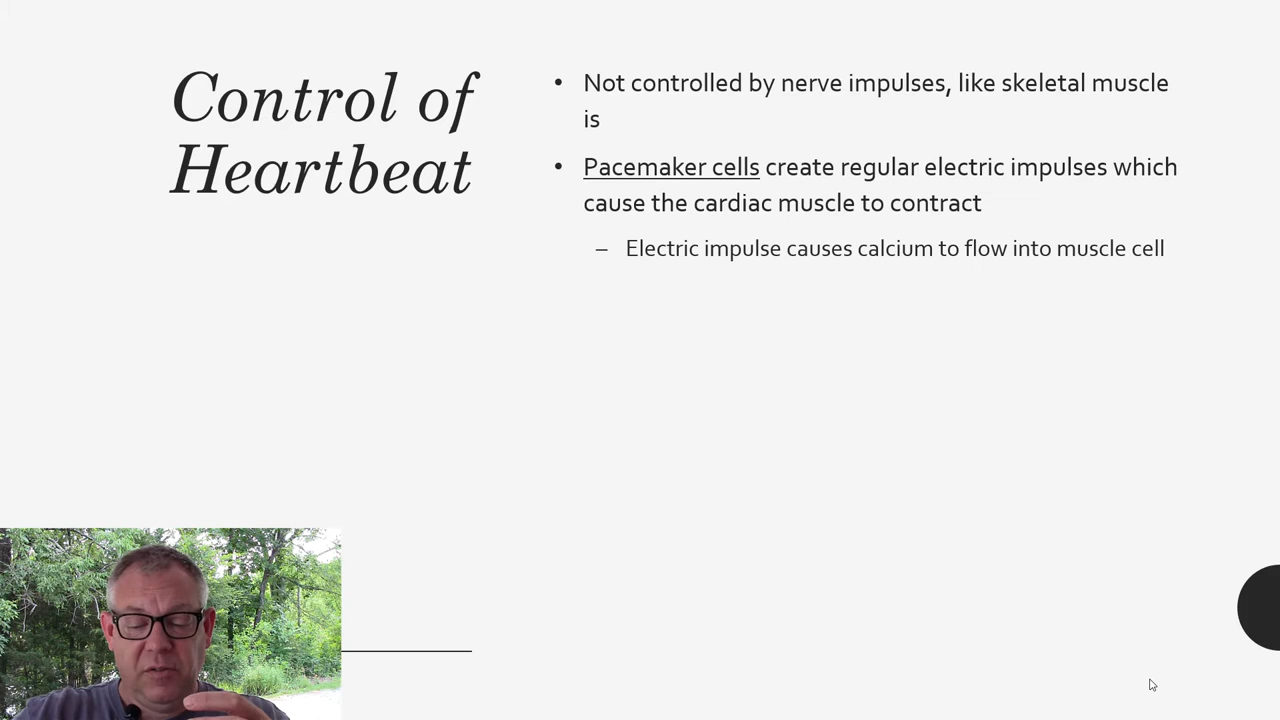 Control of
Heartbeat
• Not controlled by nerve impulses, like skeletal muscle
is
• Pacemaker cells create regular electric impulses which
cause the cardiac muscle to contract
– Electric impulse causes calcium to flow into muscle cell